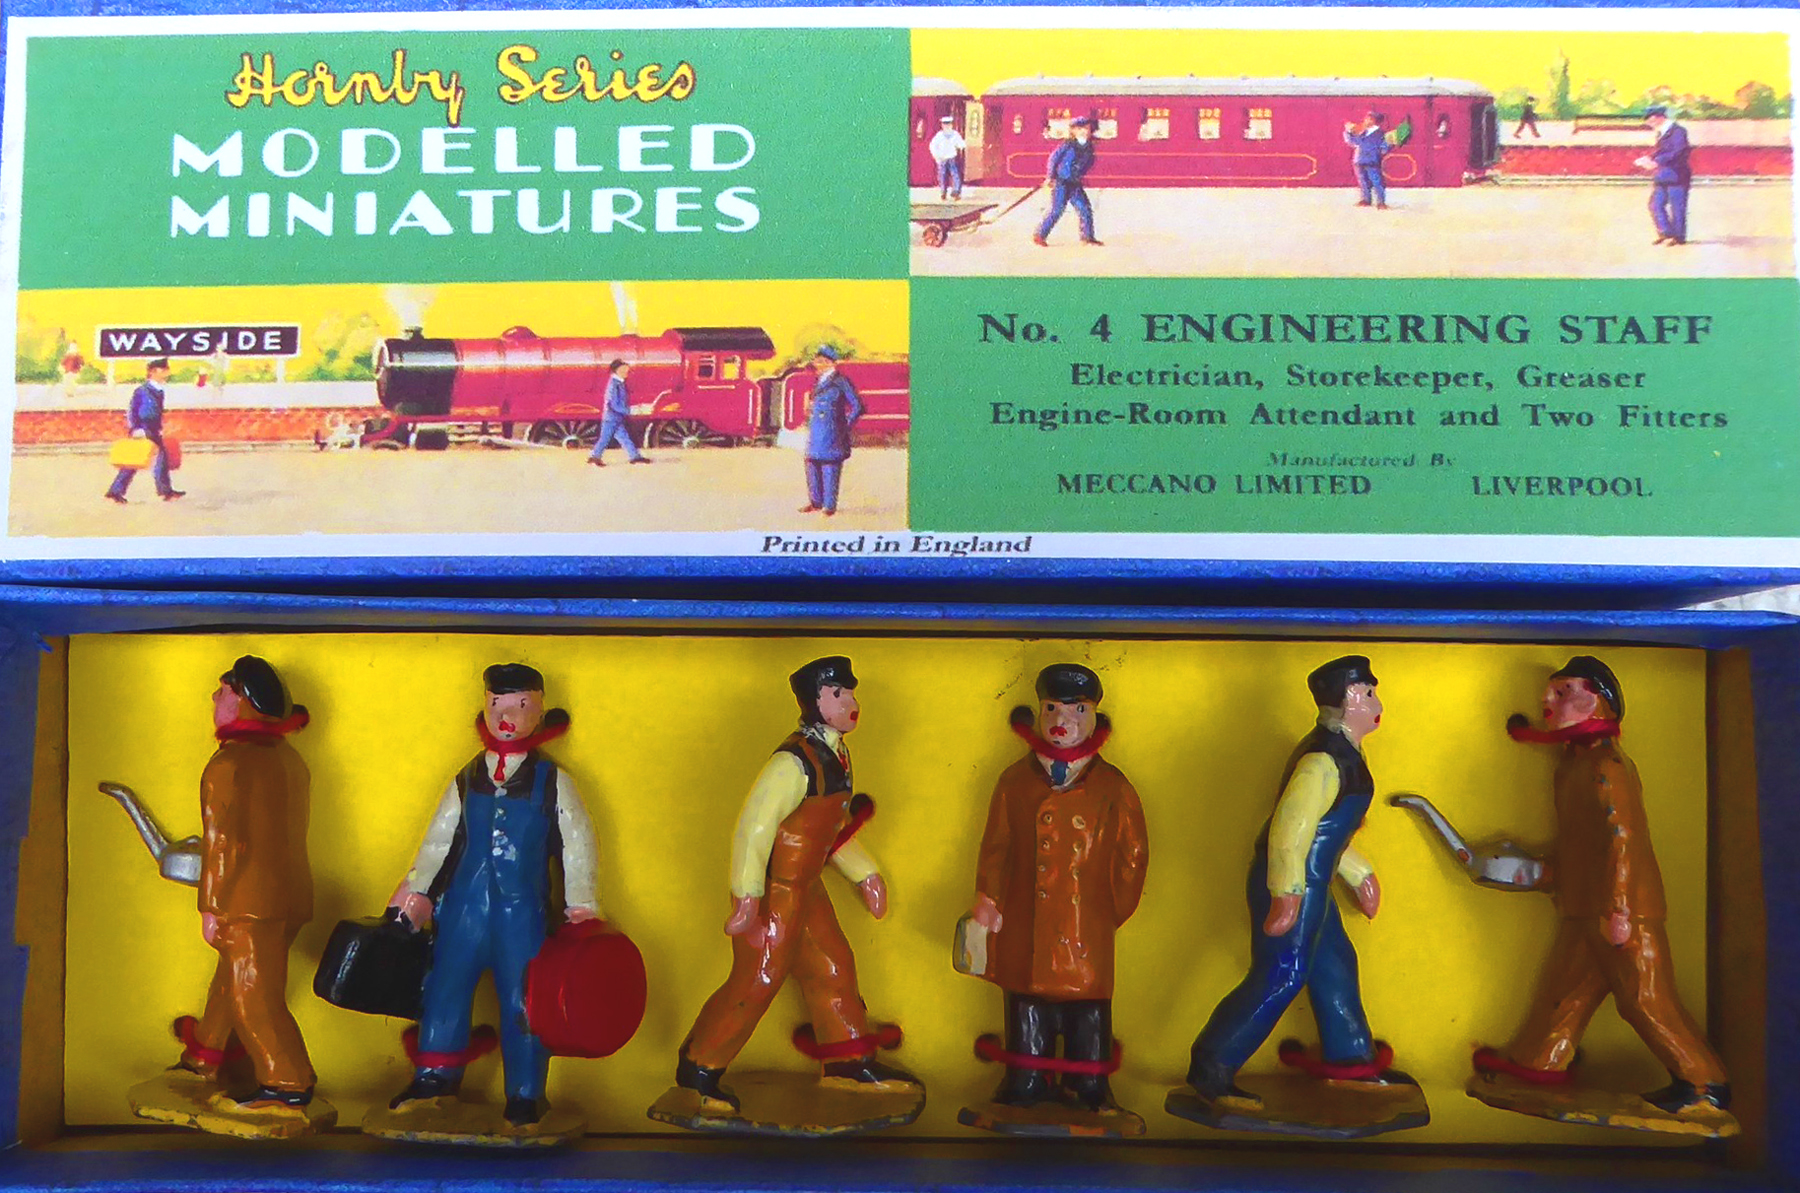 Hornby Series
MODELLED
MINIATURES
WAYSIDE
No. 4 ENGINEERING STAFF
Electrician, Storekeeper, Greaser
Engine-Room Attendant and Two Fitters
Manufactured By
MECCANO LIMITED LIVERPOOL
Printed in England